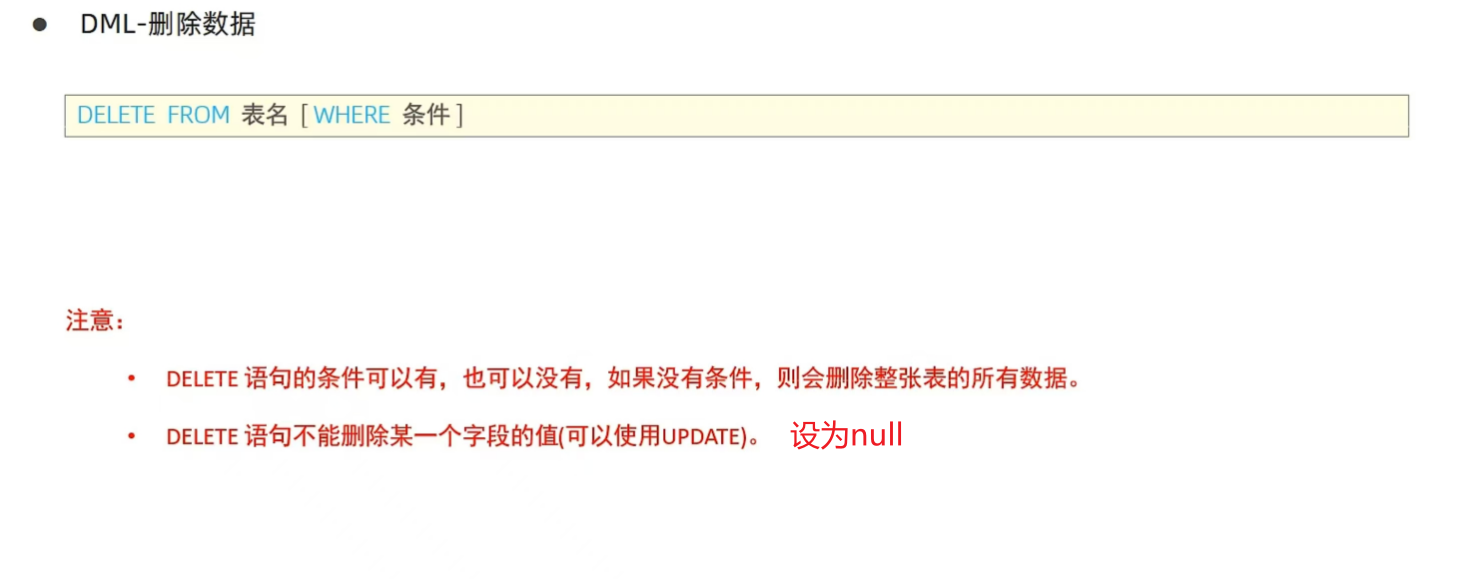 ● DML-删除数据
DELETE FROM 表名 [ WHERE 条件 ]
注意：
• DELETE 语句的条件可以有，也可以没有，如果没有条件，则会删除整张表的所有数据。
• DELETE 语句不能删除某一个字段的值(可以使用UPDATE)。 设为null